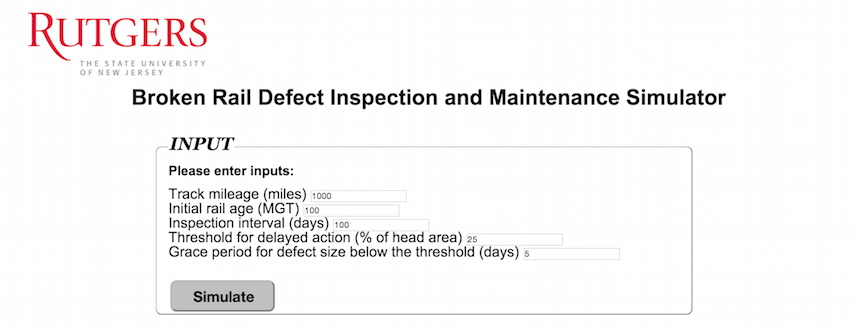 RUTGERS
THE STATE UNIVERSITY
OF NEW JERSEY
Broken Rail Defect Inspection and Maintenance Simulator
INPUT
Please enter inputs:
Track mileage (miles) 1000
Initial rail age (MGT) 100
Inspection interval (days) 100
Threshold for delayed action (% of head area) 25
Grace period for defect size below the threshold (days) 5
Simulate